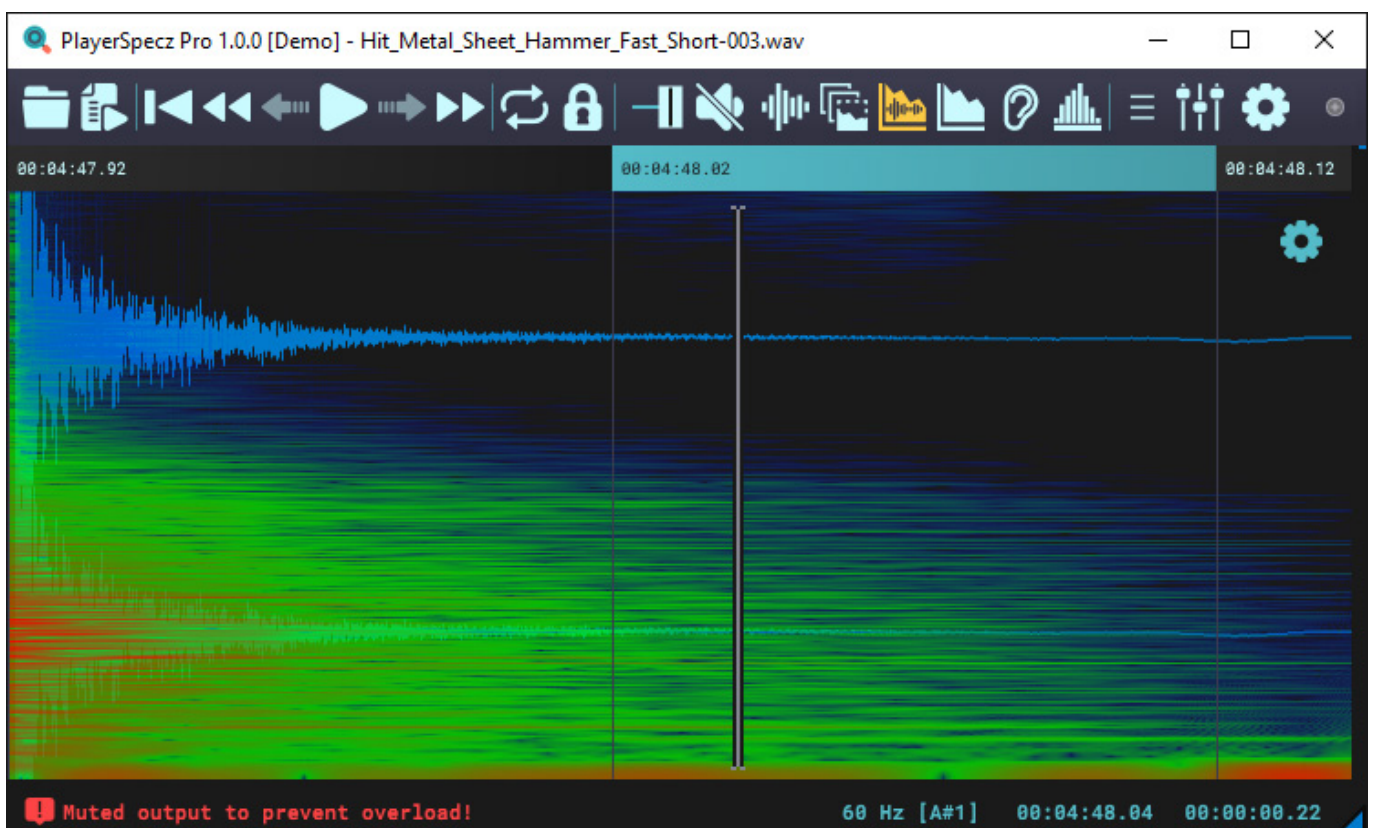 PlayerSpecz Pro 1.0.0 [Demo] - Hit_Metal_Sheet_Hammer_Fast_Short-003.wav
00:04:47.92 00:04:48.02 00:04:48.12
Muted output to prevent overload! 60 Hz [A#1] 00:04:48.04 00:00:00.22